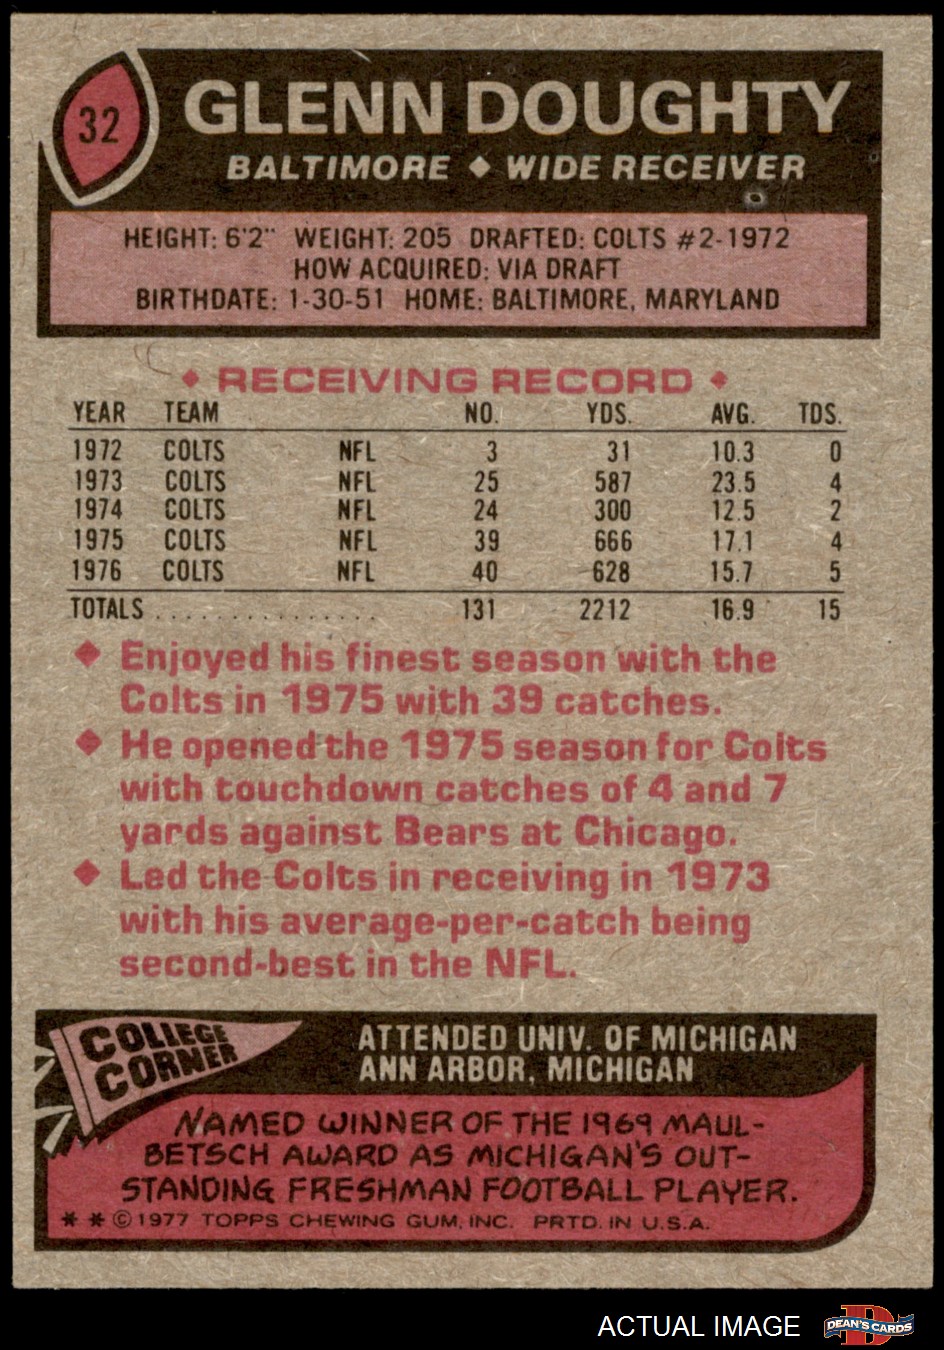 32
GLENN DOUGHTY
BALTIMORE ◆ WIDE RECEIVER
HEIGHT: 6'2" WEIGHT: 205 DRAFTED: COLTS #2-1972
HOW ACQUIRED: VIA DRAFT
BIRTHDATE: 1-30-51 HOME: BALTIMORE, MARYLAND
◆ RECEIVING RECORD ◆
YEAR TEAM NO. YDS. AVG. TDS.
1972 COLTS NFL 3 31 10.3 0
1973 COLTS NFL 25 587 23.5 4
1974 COLTS NFL 24 300 12.5 2
1975 COLTS NFL 39 666 17.1 4
1976 COLTS NFL 40 628 15.7 5
TOTALS . . . . . . . . . . . . . . . 131 2212 16.9 15
◆ Enjoyed his finest season with the
Colts in 1975 with 39 catches.
◆ He opened the 1975 season for Colts
with touchdown catches of 4 and 7
yards against Bears at Chicago.
◆ Led the Colts in receiving in 1973
with his average-per-catch being
second-best in the NFL.
COLLEGE
CORNER
ATTENDED UNIV. OF MICHIGAN
ANN ARBOR, MICHIGAN
NAMED WINNER OF THE 1969 MAUL-
BETSCH AWARD AS MICHIGAN'S OUT-
STANDING FRESHMAN FOOTBALL PLAYER.
* * © 1977 TOPPS CHEWING GUM, INC. PRTD. IN U.S.A.
ACTUAL IMAGE
D
DEAN'S CARDS